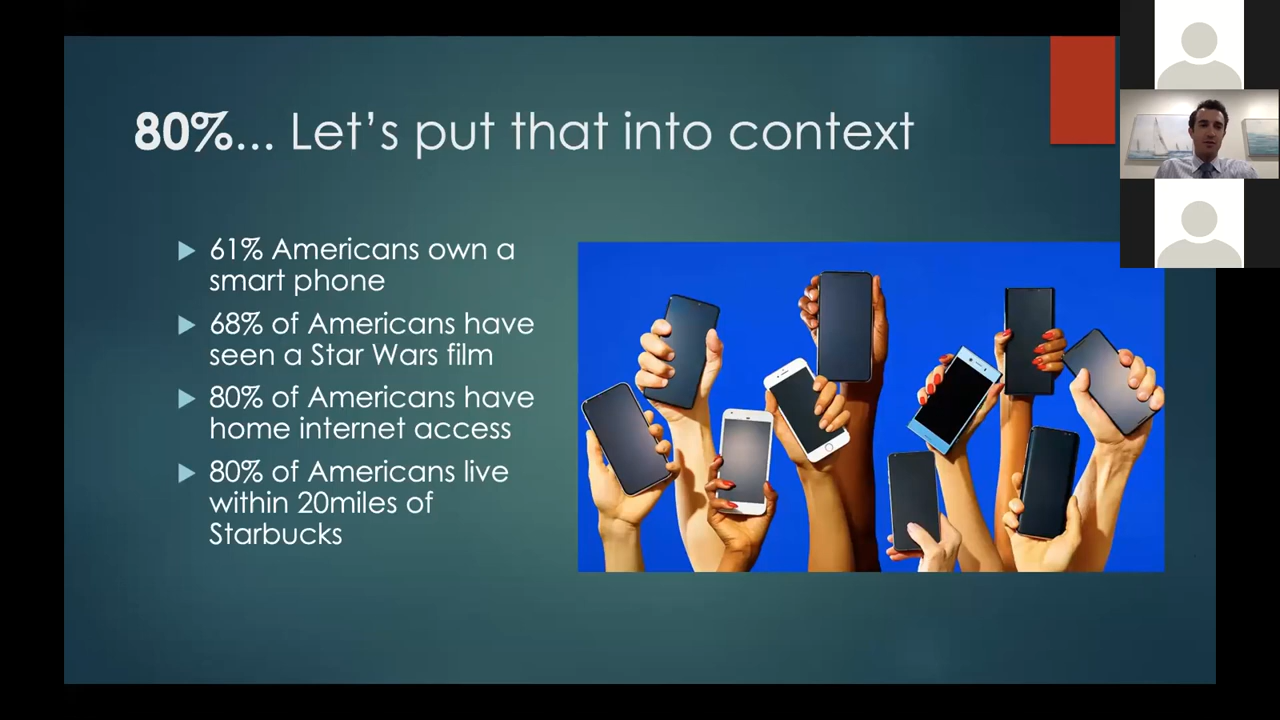 80%... Let’s put that into context
61% Americans own a
smart phone
68% of Americans have
seen a Star Wars film
80% of Americans have
home internet access
80% of Americans live
within 20miles of
Starbucks